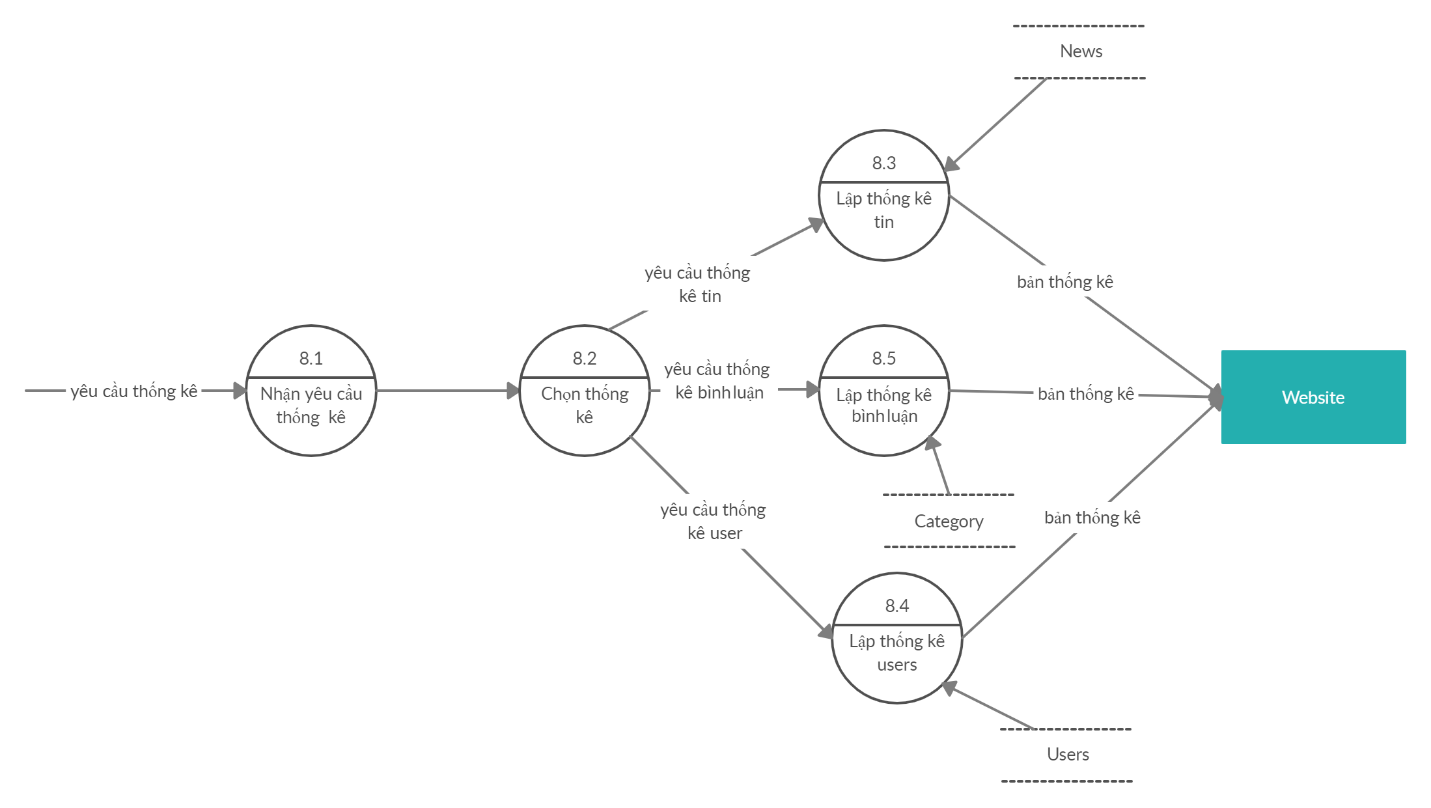 News
8.3
Lập thống kê
tin
yêu cầu thống
kê tin
bản thống kê
yêu cầu thống kê
8.1
Nhận yêu cầu
thống kê
8.2
Chọn thống
kê
yêu cầu thống
kê bình luận
8.5
Lập thống kê
bình luận
bản thống kê
Website
yêu cầu thống
kê user
Category
bản thống kê
8.4
Lập thống kê
users
Users